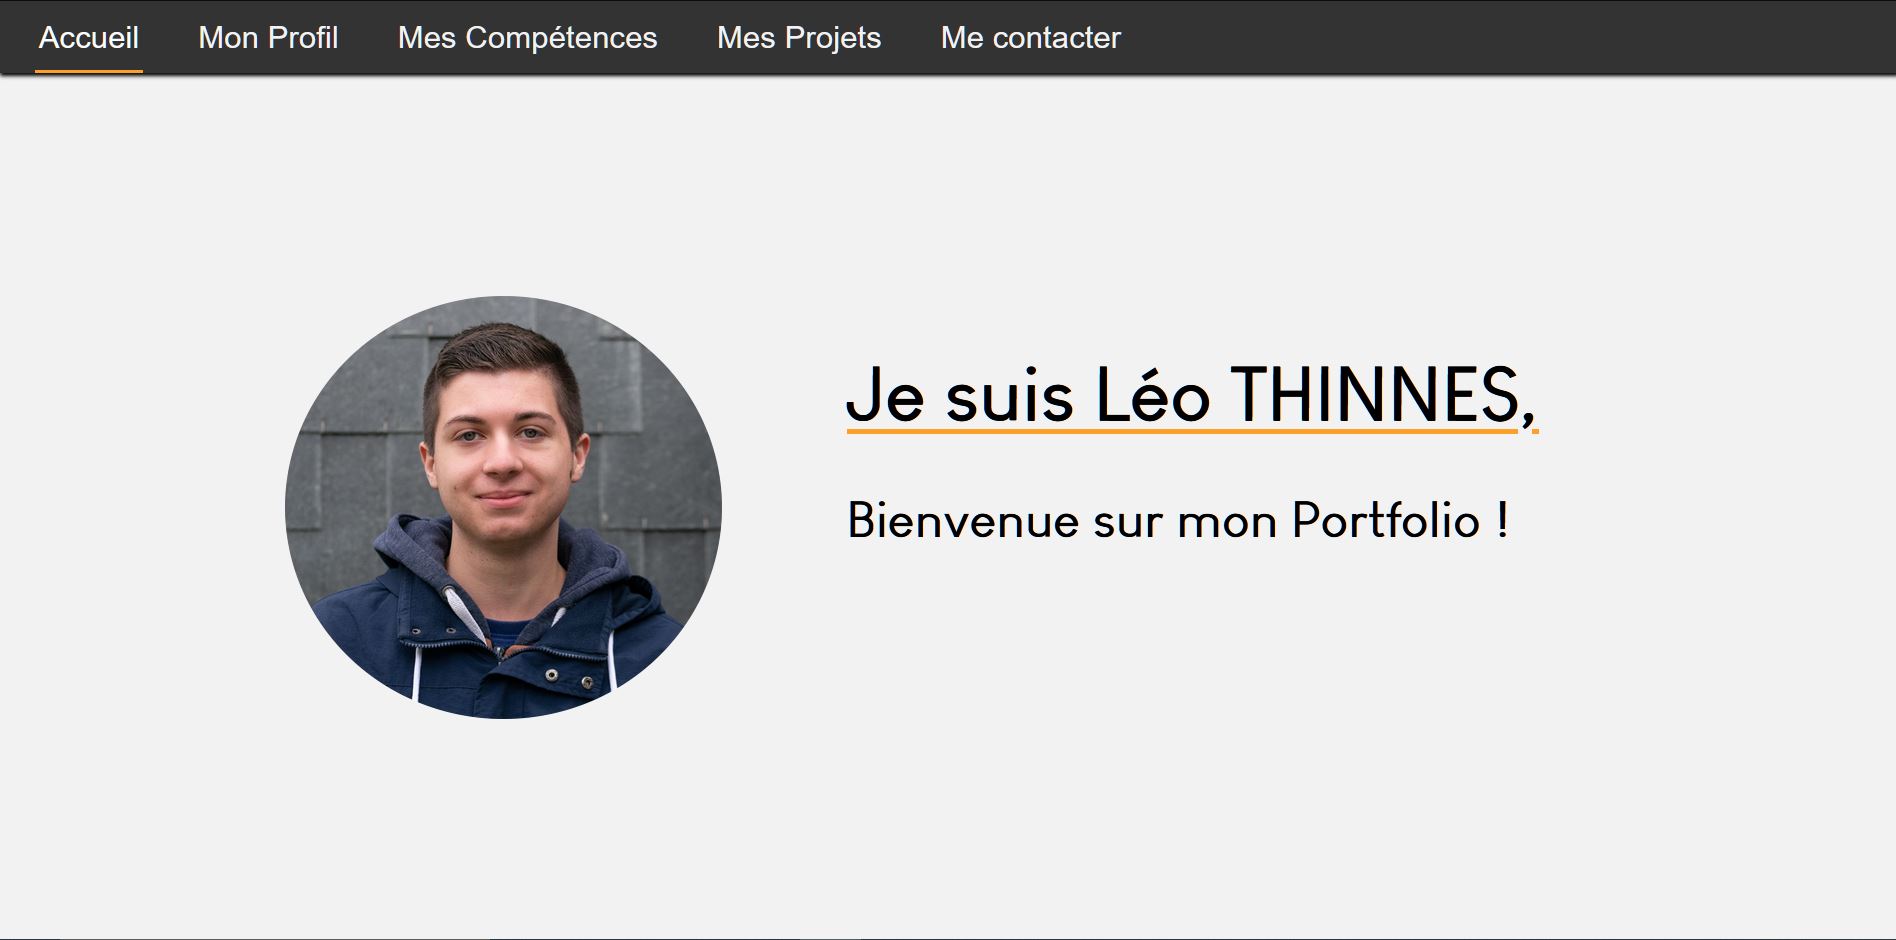 Accueil Mon Profil Mes Compétences Mes Projets Me contacter
Je suis Léo THINNES,
Bienvenue sur mon Portfolio !